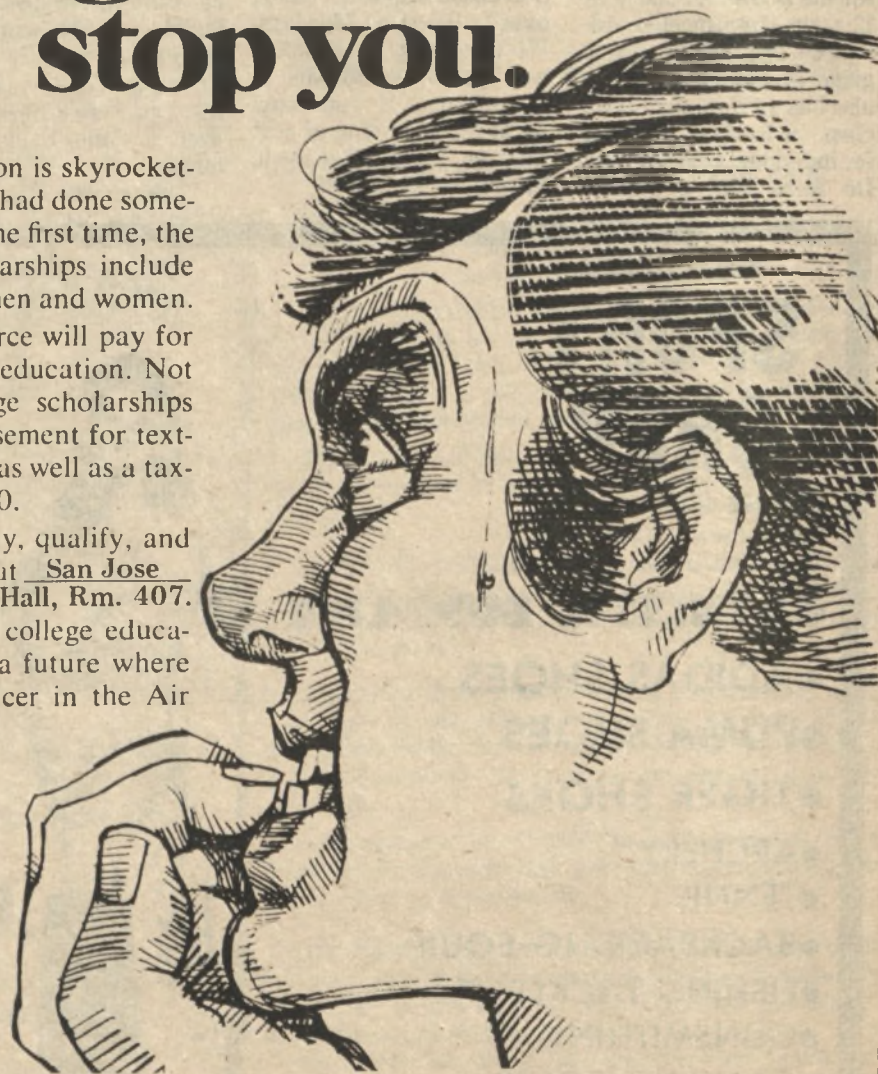 stop you.
on is skyrocket-
had done some-
he first time, the
arships include
nen and women.
rce will pay for
education. Not
ge scholarships
sement for text-
as well as a tax-
0.
y, qualify, and
at San Jose
Hall, Rm. 407.
college educa-
a future where
cer in the Air